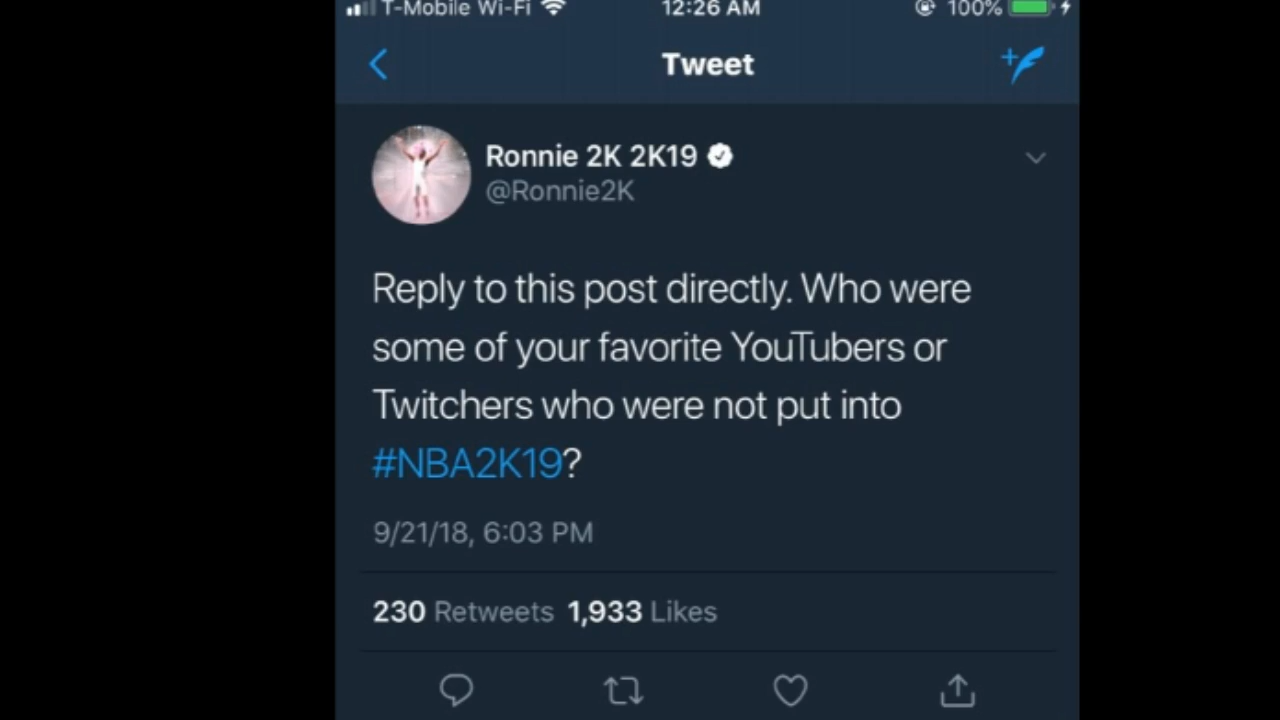 T-Mobile Wi-Fi 12:26 AM 100%
Tweet
Ronnie 2K 2K19
@Ronnie2K
Reply to this post directly. Who were
some of your favorite YouTubers or
Twitchers who were not put into
#NBA2K19?
9/21/18, 6:03 PM
230 Retweets 1,933 Likes